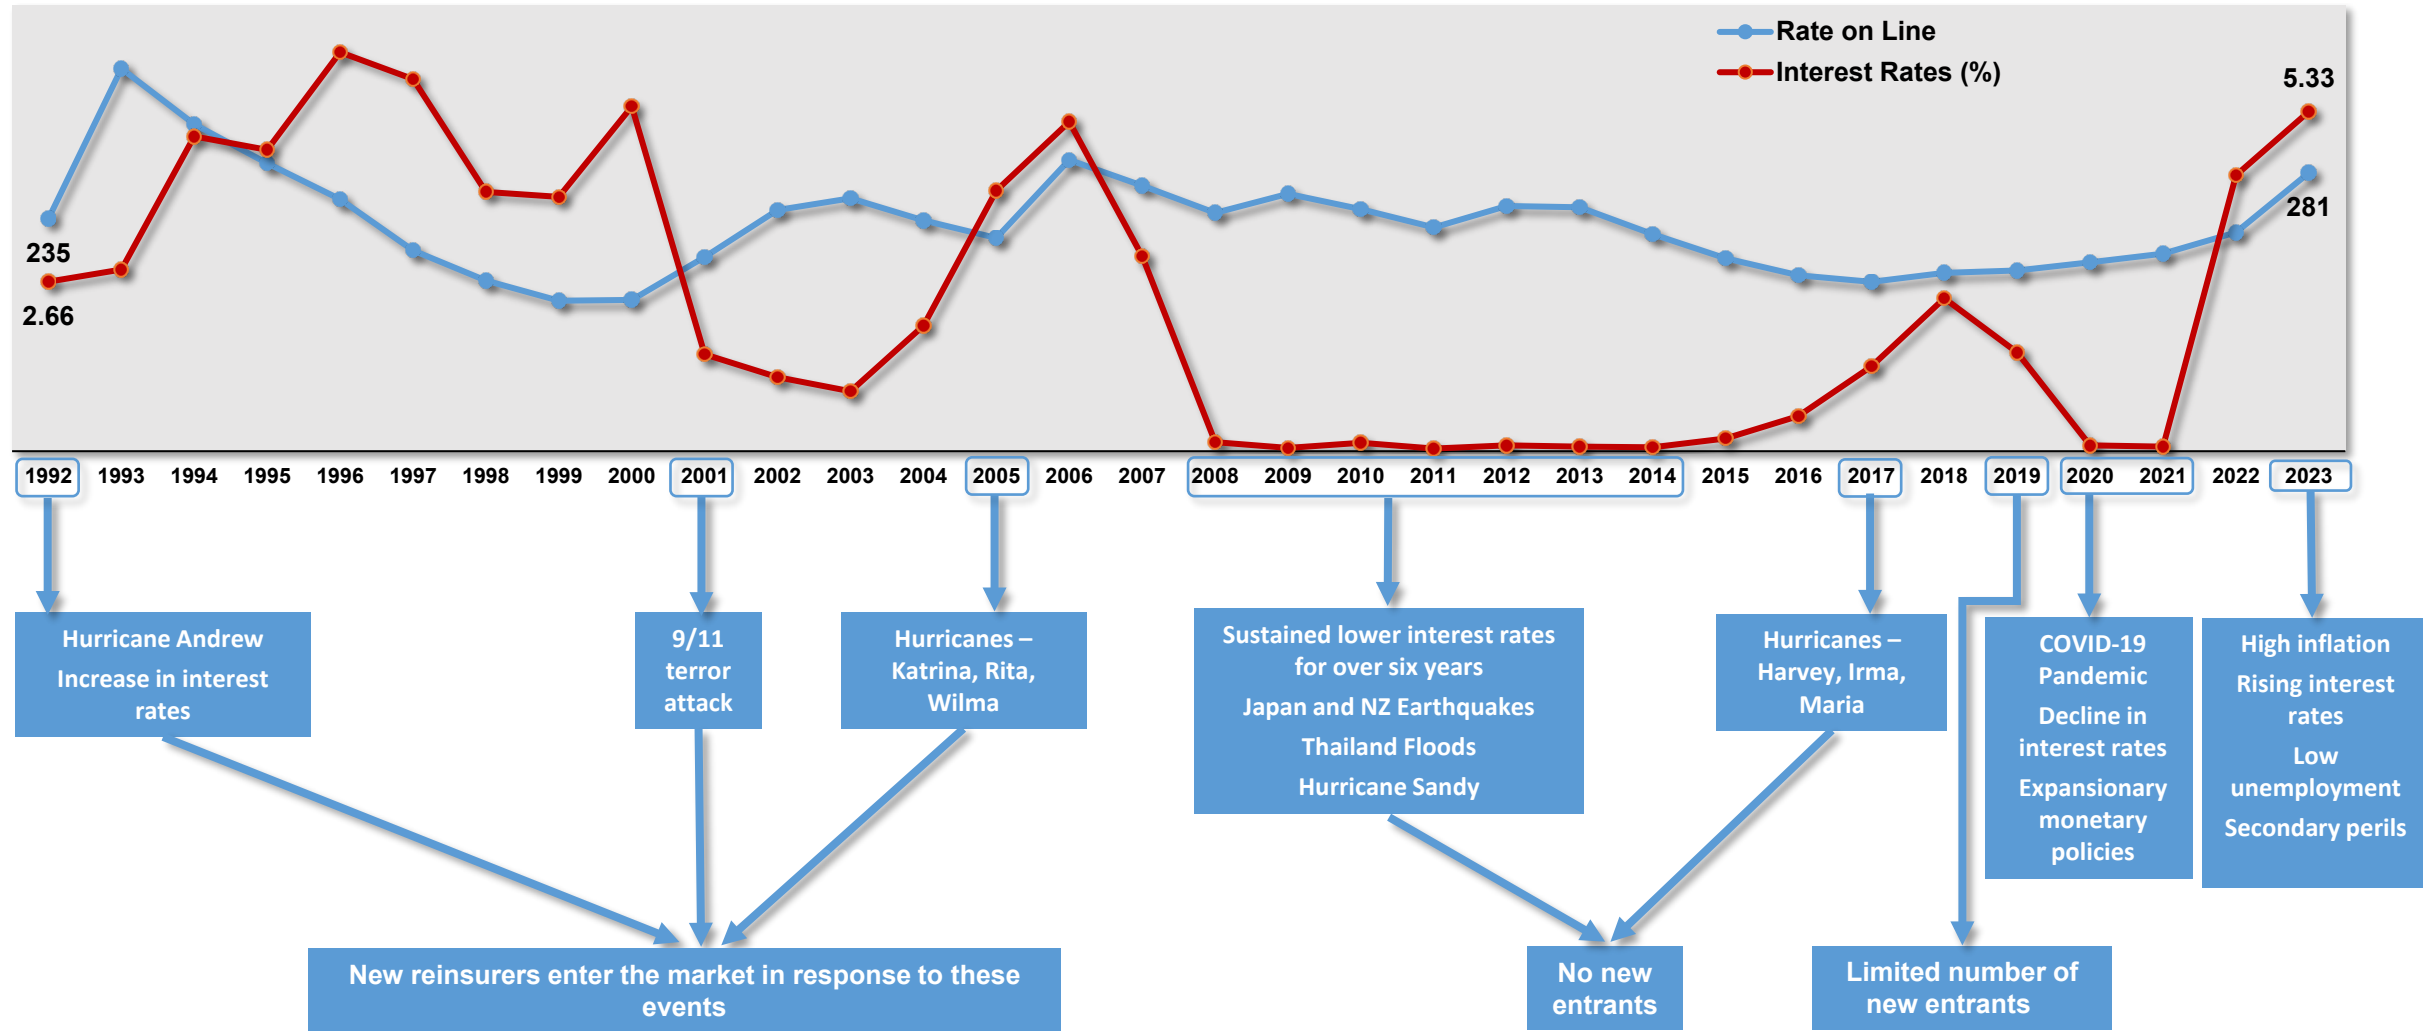 Rate on Line
Interest Rates (%)
5.33
281
235
2.66
1992 1993 1994 1995 1996 1997 1998 1999 2000 2001 2002 2003 2004 2005 2006 2007 2008 2009 2010 2011 2012 2013 2014 2015 2016 2017 2018 2019 2020 2021 2022 2023
Hurricane Andrew
Increase in interest
rates
9/11
terror
attack
Hurricanes –
Katrina, Rita,
Wilma
Sustained lower interest rates
for over six years
Japan and NZ Earthquakes
Thailand Floods
Hurricane Sandy
Hurricanes –
Harvey, Irma,
Maria
COVID-19
Pandemic
Decline in
interest rates
Expansionary
monetary
policies
High inflation
Rising interest
rates
Low
unemployment
Secondary perils
New reinsurers enter the market in response to these
events
No new
entrants
Limited number of
new entrants